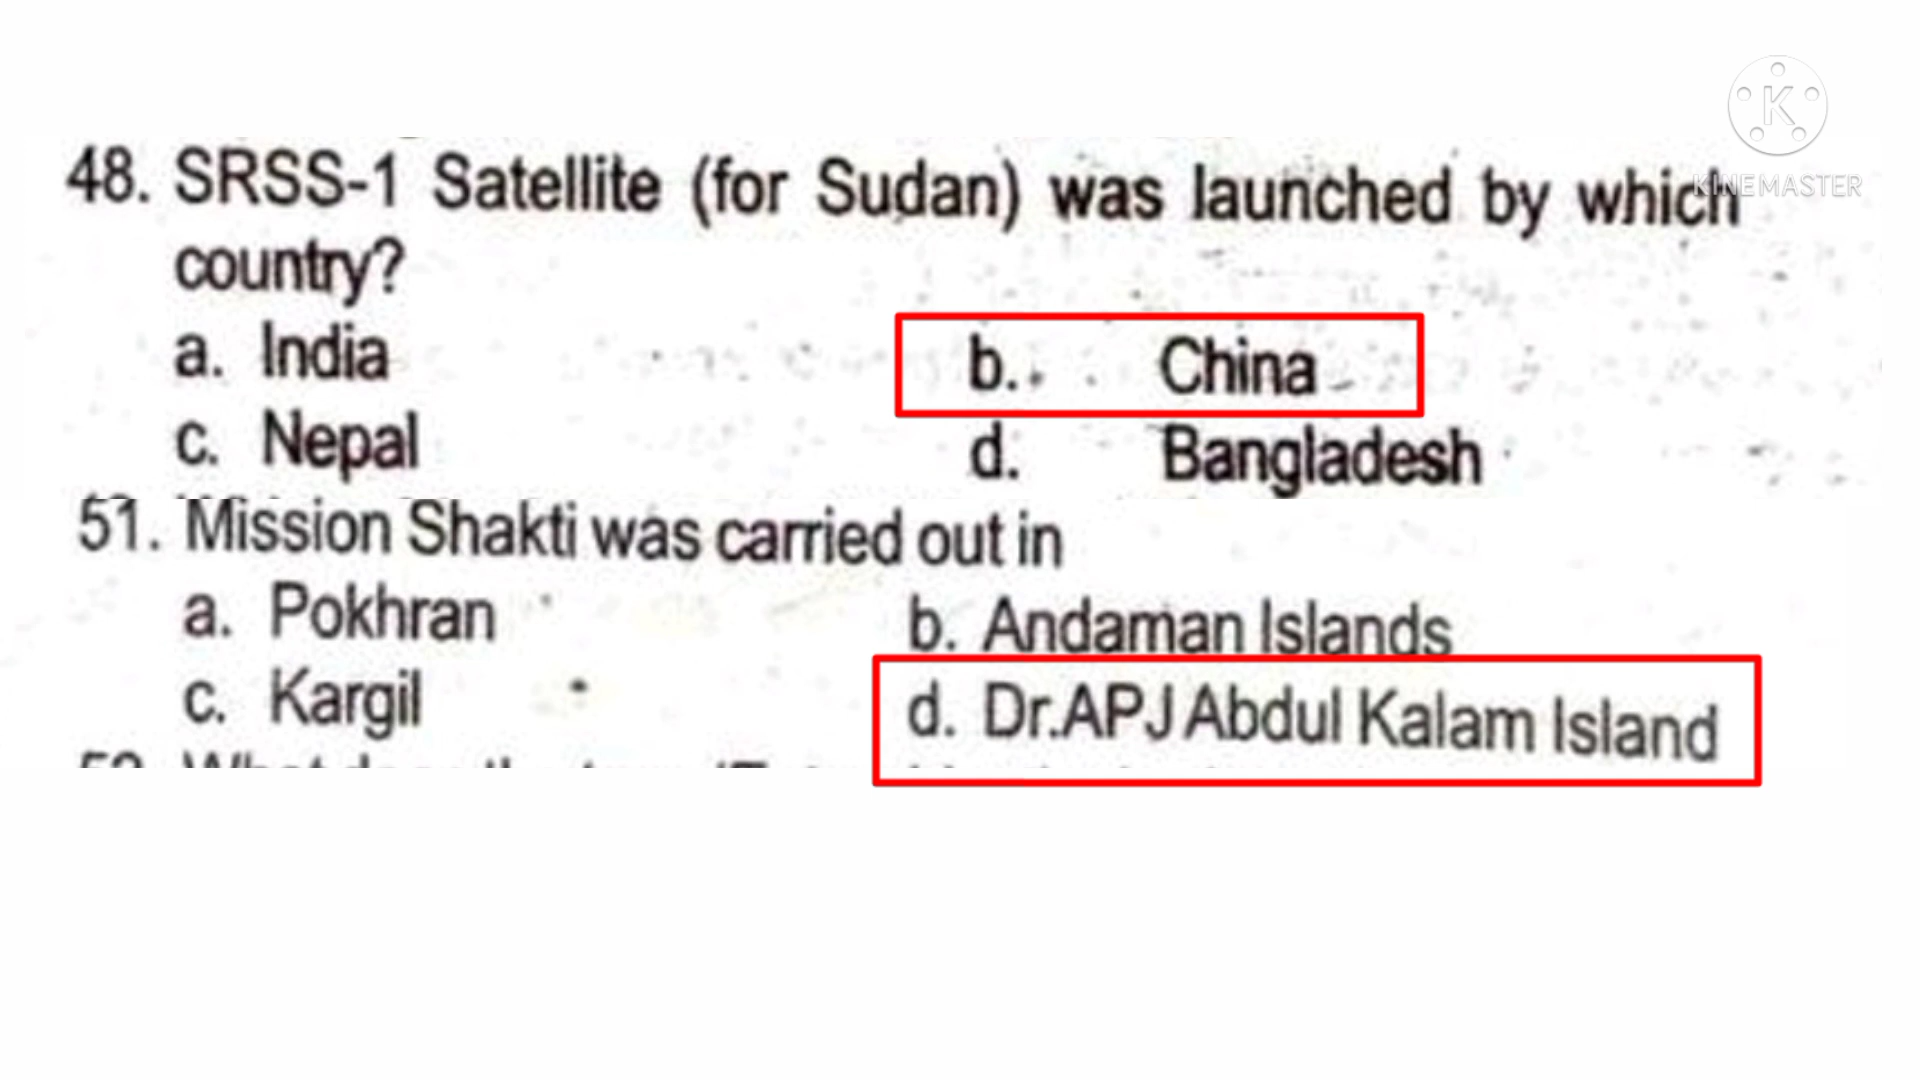 48. SRSS-1 Satellite (for Sudan) was launched by which
country?
a. India b. China
c. Nepal d. Bangladesh
51. Mission Shakti was carried out in
a. Pokhran b. Andaman Islands
c. Kargil d. Dr.APJ Abdul Kalam Island
K
KINEMASTER